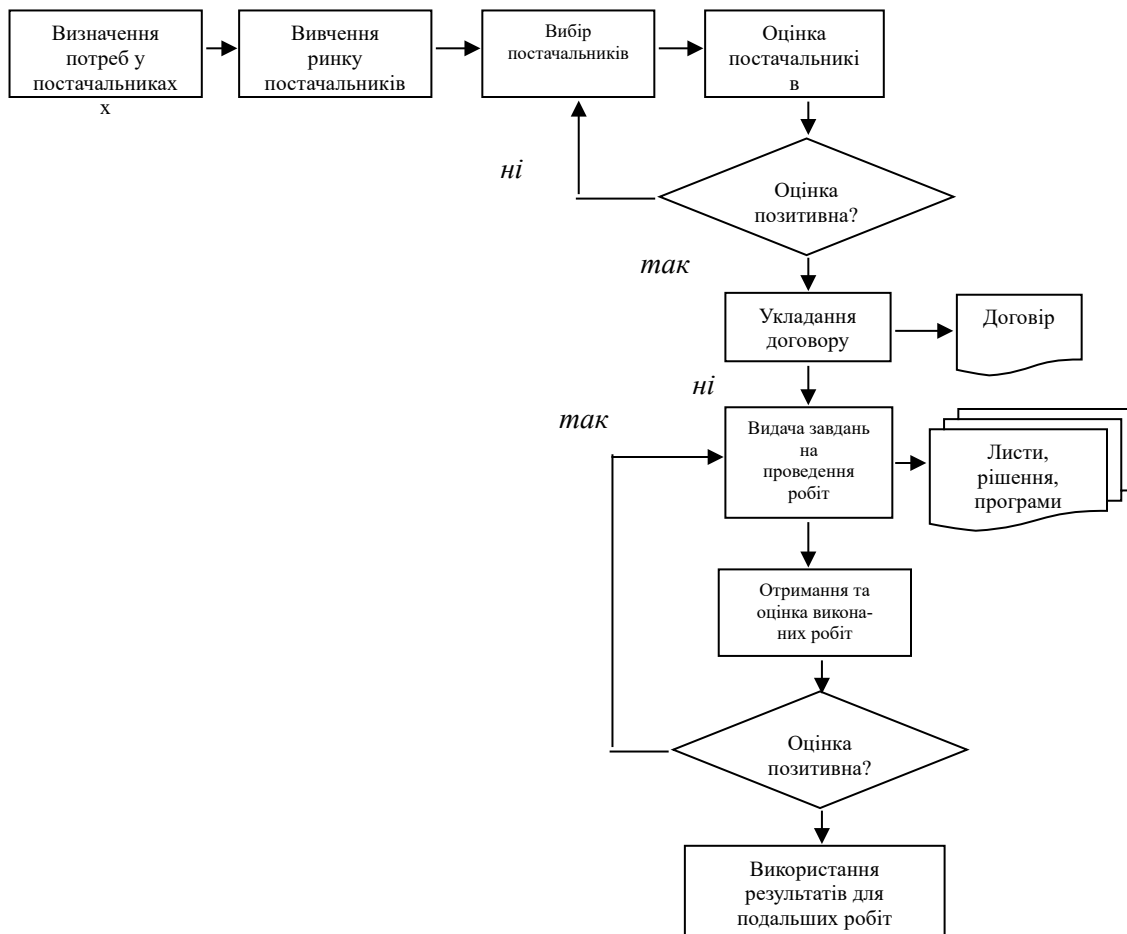 Визначення
потреб у
постачальниках
х
Вивчення
ринку
постачальників
Вибір
постачальників
Оцінка
постачальникі
в
ні
Оцінка
позитивна?
так
Укладання
договору
Договір
ні
так
Видача завдань
на
проведення
робіт
Листи,
рішення,
програми
Отримання та
оцінка викона-
них робіт
Оцінка
позитивна?
Використання
результатів для
подальших робіт